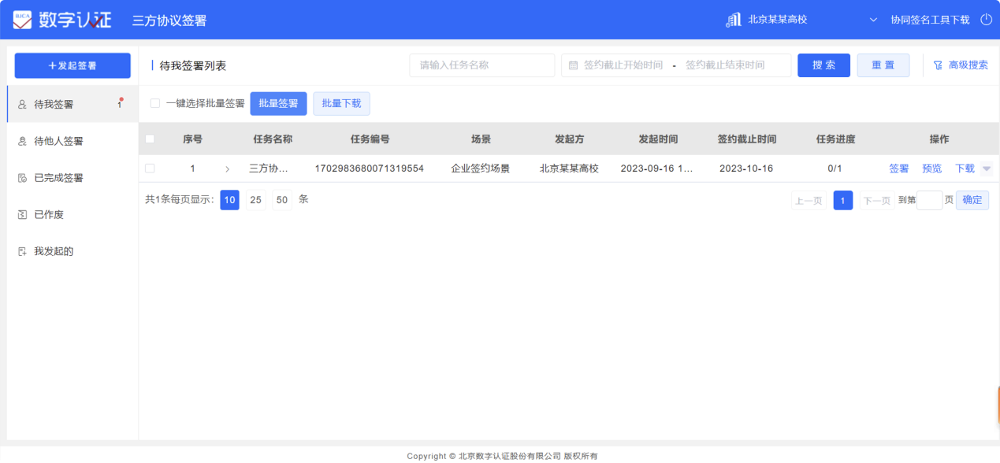 BJCA 数字认证 三方协议签署 北京某某高校 协同签名工具下载
+发起签署
待我签署 1
待他人签署
已完成签署
已作废
我发起的
待我签署列表 请输入任务名称 签约截止开始时间 - 签约截止结束时间 搜索 重置 高级搜索
一键选择批量签署 批量签署 批量下载
序号 任务名称 任务编号 场景 发起方 发起时间 签约截止时间 任务进度 操作
1 > 三方协... 1702983680071319554 企业签约场景 北京某某高校 2023-09-16 1... 2023-10-16 0/1 签署 预览 下载
共1条每页显示: 10 25 50 条 上一页 1 下一页 到第 页 确定
Copyright © 北京数字认证股份有限公司 版权所有